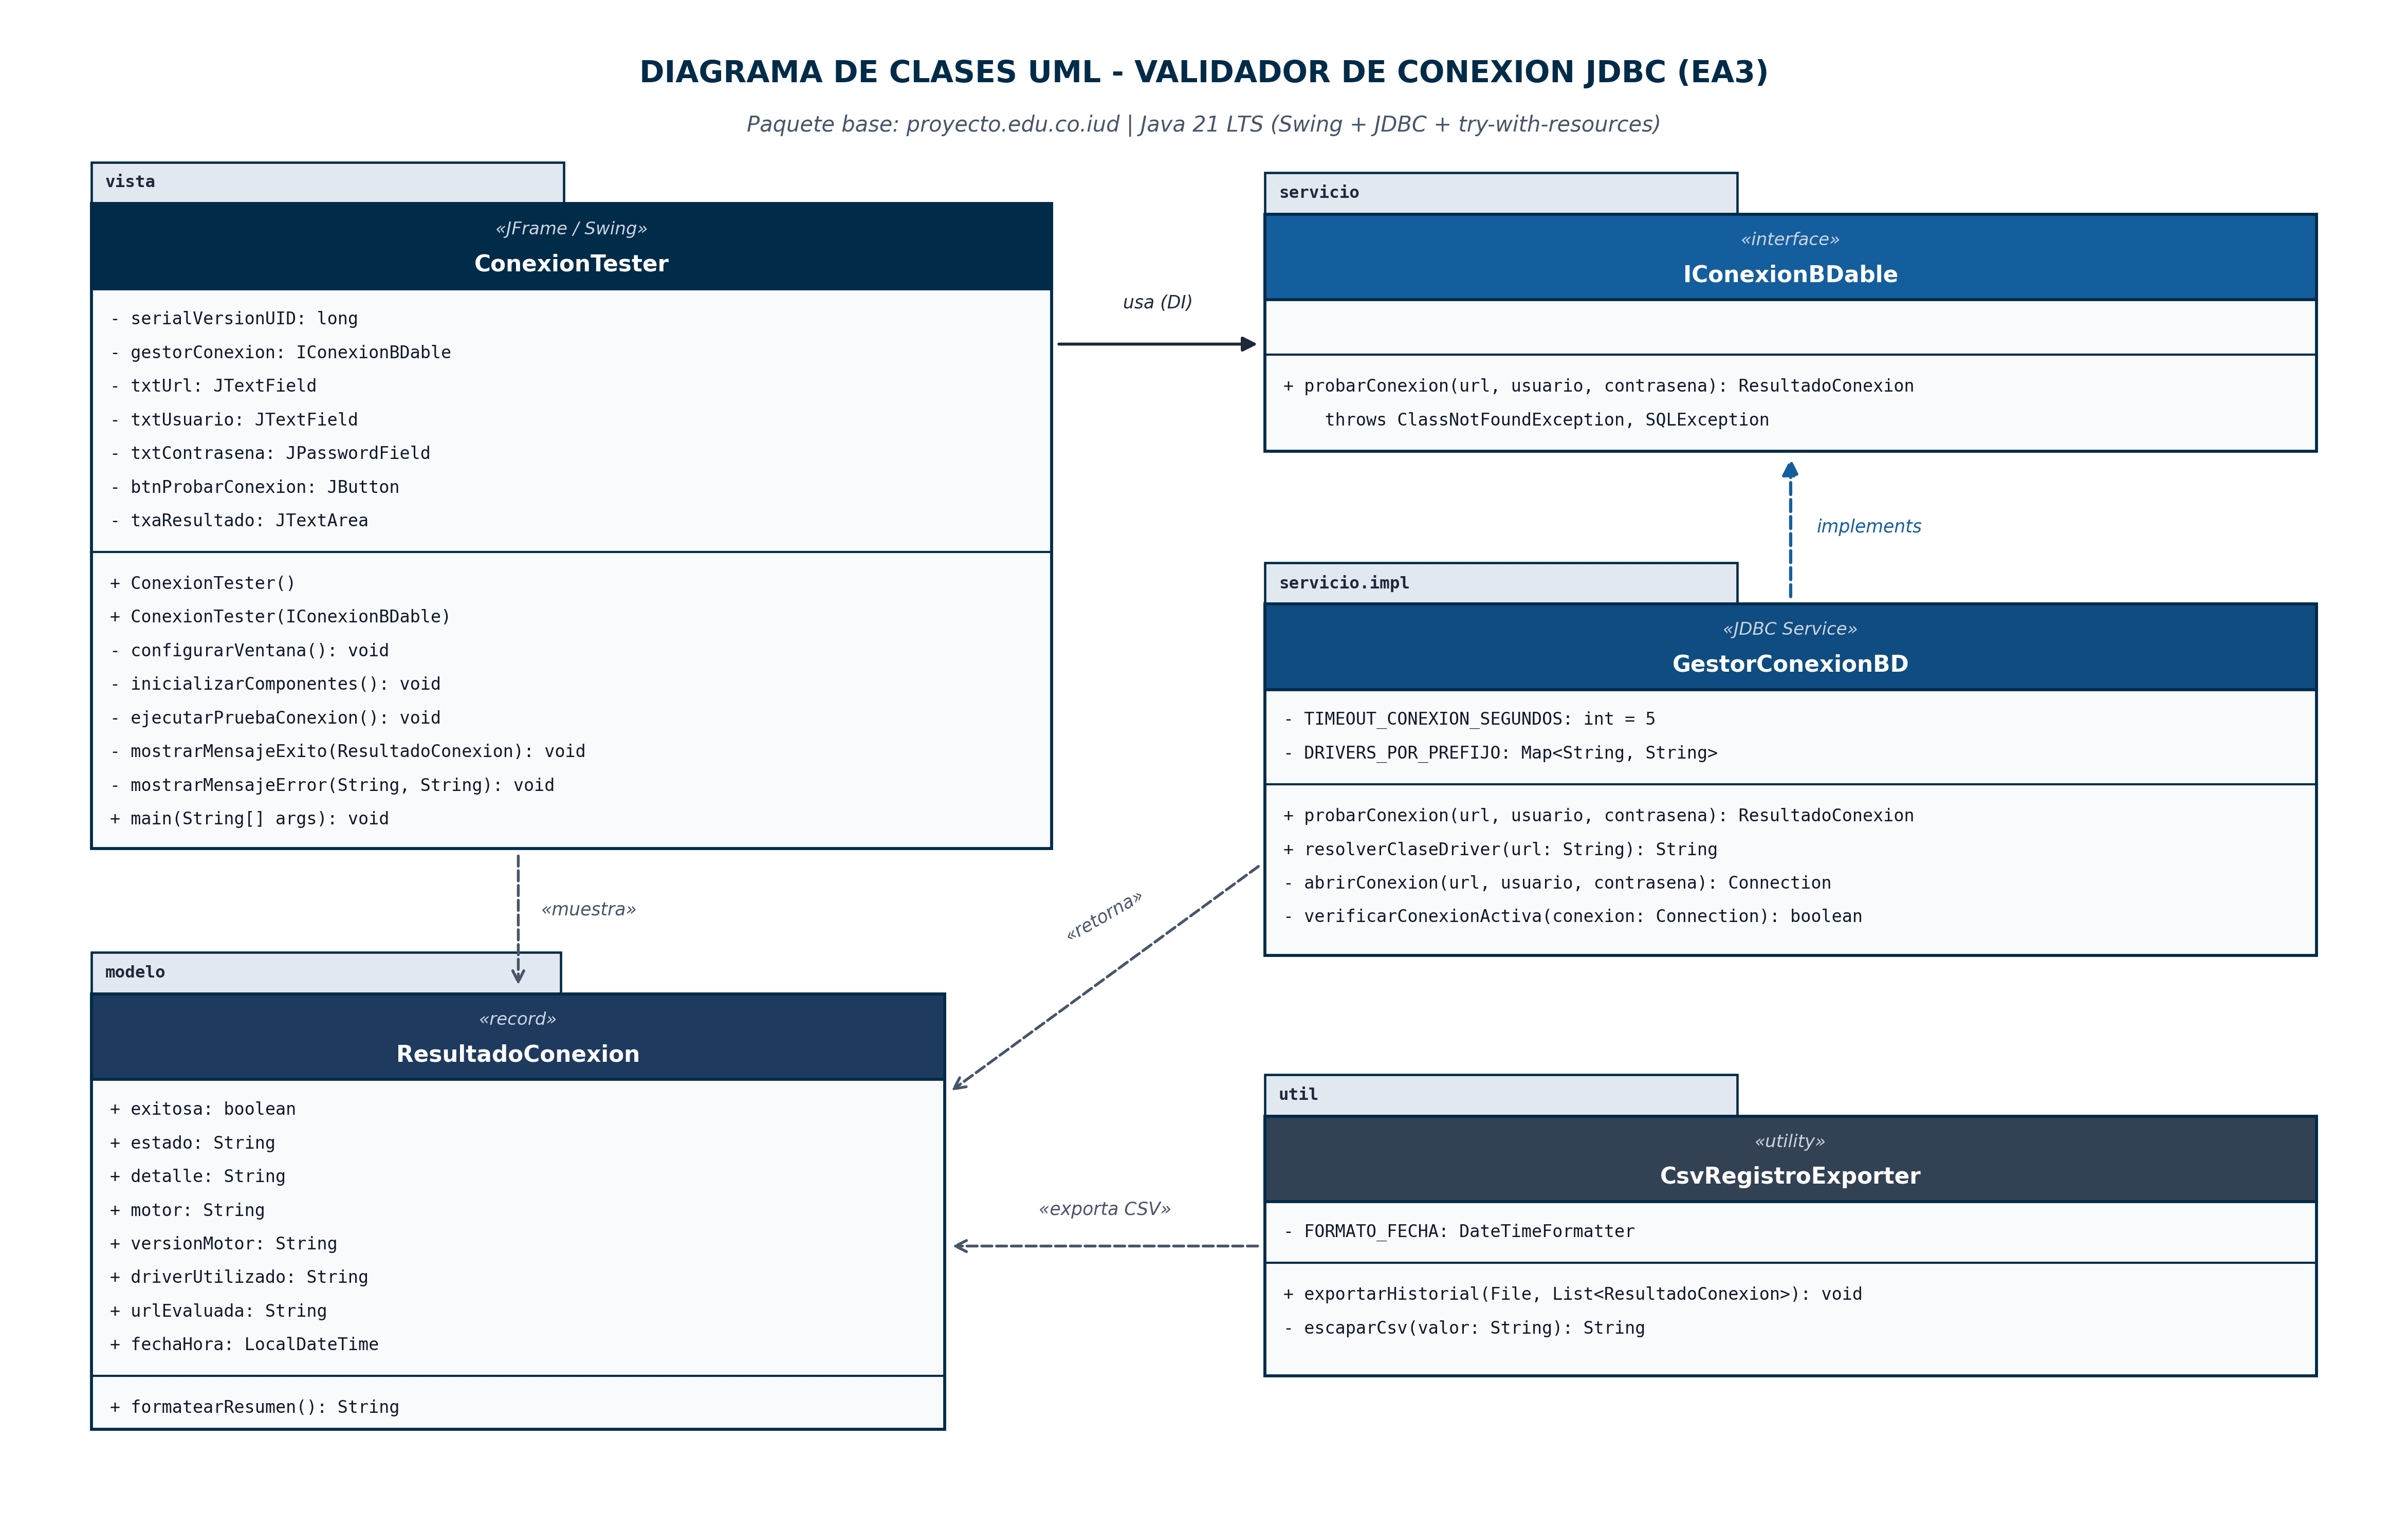 DIAGRAMA DE CLASES UML - VALIDADOR DE CONEXION JDBC (EA3)
Paquete base: proyecto.edu.co.iud | Java 21 LTS (Swing + JDBC + try-with-resources)
vista
«JFrame / Swing»
ConexionTester
- serialVersionUID: long
- gestorConexion: IConexionBDable
- txtUrl: JTextField
- txtUsuario: JTextField
- txtContrasena: JPasswordField
- btnProbarConexion: JButton
- txaResultado: JTextArea
+ ConexionTester()
+ ConexionTester(IConexionBDable)
- configurarVentana(): void
- inicializarComponentes(): void
- ejecutarPruebaConexion(): void
- mostrarMensajeExito(ResultadoConexion): void
- mostrarMensajeError(String, String): void
+ main(String[] args): void
usa (DI)
servicio
«interface»
IConexionBDable
+ probarConexion(url, usuario, contrasena): ResultadoConexion
throws ClassNotFoundException, SQLException
implements
servicio.impl
«JDBC Service»
GestorConexionBD
- TIMEOUT_CONEXION_SEGUNDOS: int = 5
- DRIVERS_POR_PREFIJO: Map<String, String>
+ probarConexion(url, usuario, contrasena): ResultadoConexion
+ resolverClaseDriver(url: String): String
- abrirConexion(url, usuario, contrasena): Connection
- verificarConexionActiva(conexion: Connection): boolean
«muestra»
«retorna»
modelo
«record»
ResultadoConexion
+ exitosa: boolean
+ estado: String
+ detalle: String
+ motor: String
+ versionMotor: String
+ driverUtilizado: String
+ urlEvaluada: String
+ fechaHora: LocalDateTime
+ formatearResumen(): String
«exporta CSV»
util
«utility»
CsvRegistroExporter
- FORMATO_FECHA: DateTimeFormatter
+ exportarHistorial(File, List<ResultadoConexion>): void
- escaparCsv(valor: String): String